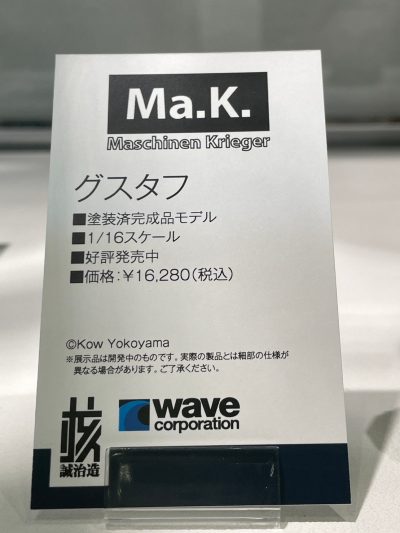 Ma.K.
Maschinen Krieger
グスタフ
■塗装済完成品モデル
■1/16スケール
■好評発売中
■価格：￥16,280（税込）
©Kow Yokoyama
※展示品は開発中のものです。実際の製品とは細部の仕様が
異なる場合があります。ご了承ください。
誠治造
wave
corporation